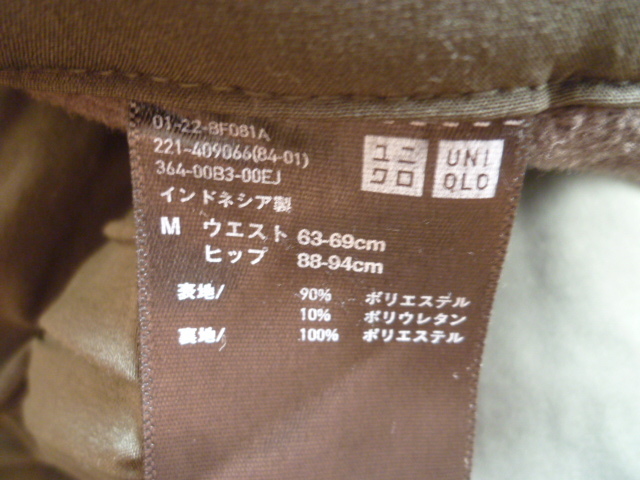 01-22-BF081A
221-409066(84-01)
364-00B3-00EJ
インドネシア製
ユニ
クロ
UNI
QLO
M ウエスト 63-69cm
ヒップ 88-94cm
表地/ 90% ポリエステル
10% ポリウレタン
裏地/ 100% ポリエステル